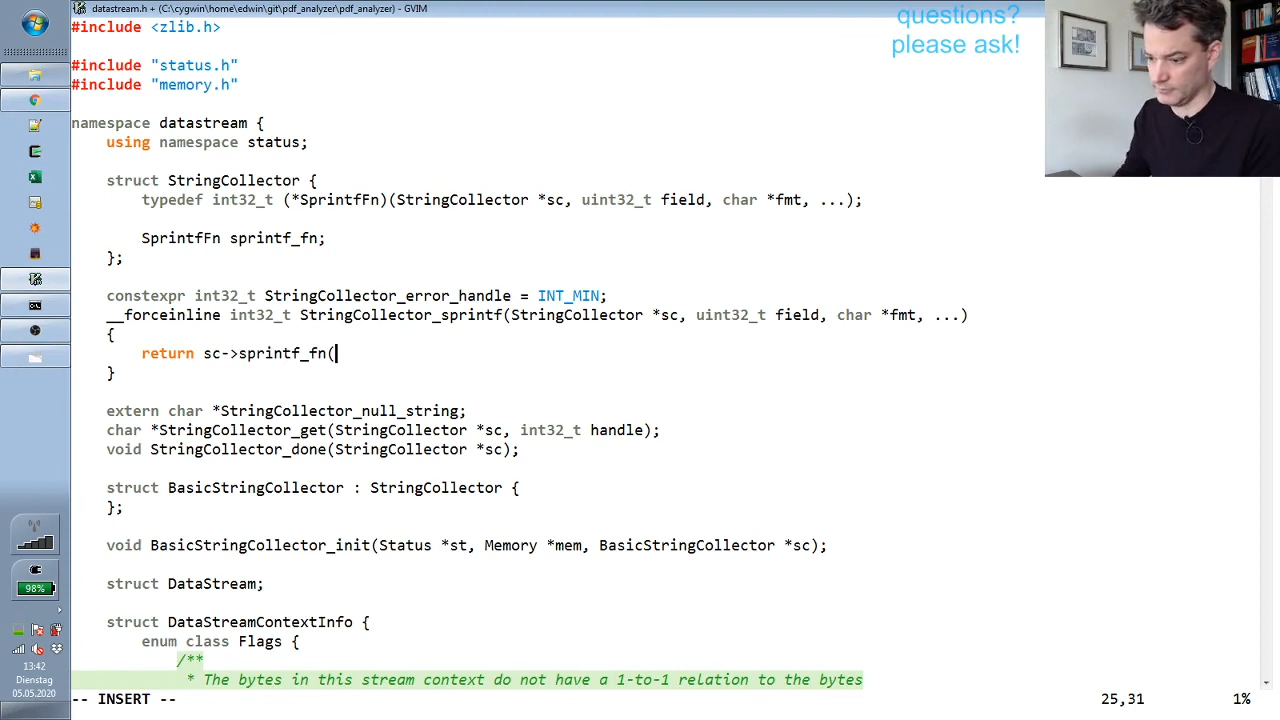 datastream.h + (C:\cygwin\home\edwin\git\pdf_analyzer\pdf_analyzer) - GVIM
questions?
please ask!
#include <zlib.h>
#include "status.h"
#include "memory.h"
namespace datastream {
using namespace status;
struct StringCollector {
typedef int32_t (*SprintfFn)(StringCollector *sc, uint32_t field, char *fmt, ...);
SprintfFn sprintf_fn;
};
constexpr int32_t StringCollector_error_handle = INT_MIN;
__forceinline int32_t StringCollector_sprintf(StringCollector *sc, uint32_t field, char *fmt, ...)
{
return sc->sprintf_fn(
}
extern char *StringCollector_null_string;
char *StringCollector_get(StringCollector *sc, int32_t handle);
void StringCollector_done(StringCollector *sc);
struct BasicStringCollector : StringCollector {
};
void BasicStringCollector_init(Status *st, Memory *mem, BasicStringCollector *sc);
struct DataStream;
struct DataStreamContextInfo {
enum class Flags {
/**
* The bytes in this stream context do not have a 1-to-1 relation to the bytes
-- INSERT --
25,31
1%
98%
13:42
Dienstag
05.05.2020